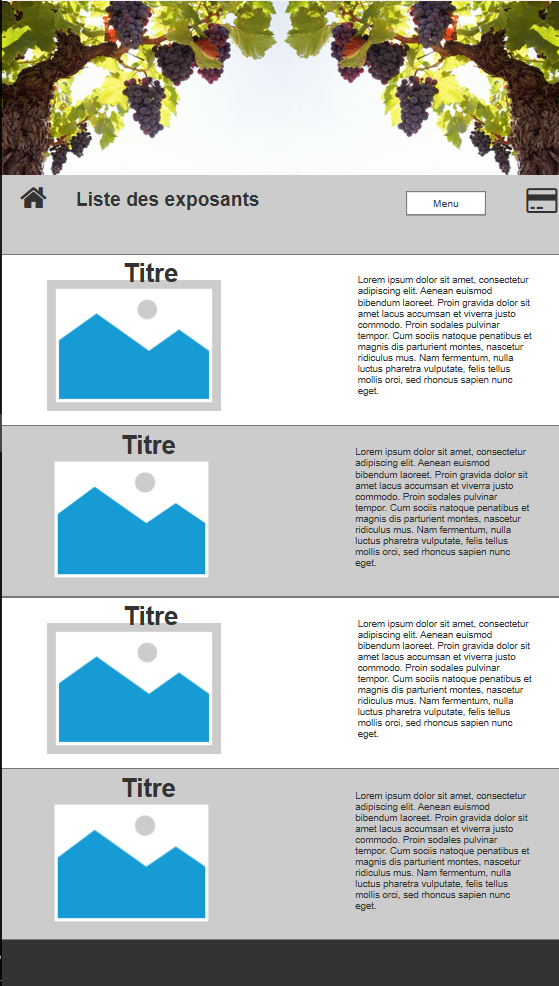 Liste des exposants
Menu
Titre
Lorem ipsum dolor sit amet, consectetur
adipiscing elit. Aenean euismod
bibendum laoreet. Proin gravida dolor sit
amet lacus accumsan et viverra justo
commodo. Proin sodales pulvinar
tempor. Cum sociis natoque penatibus et
magnis dis parturient montes, nascetur
ridiculus mus. Nam fermentum, nulla
luctus pharetra vulputate, felis tellus
mollis orci, sed rhoncus sapien nunc
eget.
Titre
Lorem ipsum dolor sit amet, consectetur
adipiscing elit. Aenean euismod
bibendum laoreet. Proin gravida dolor sit
amet lacus accumsan et viverra justo
commodo. Proin sodales pulvinar
tempor. Cum sociis natoque penatibus et
magnis dis parturient montes, nascetur
ridiculus mus. Nam fermentum, nulla
luctus pharetra vulputate, felis tellus
mollis orci, sed rhoncus sapien nunc
eget.
Titre
Lorem ipsum dolor sit amet, consectetur
adipiscing elit. Aenean euismod
bibendum laoreet. Proin gravida dolor sit
amet lacus accumsan et viverra justo
commodo. Proin sodales pulvinar
tempor. Cum sociis natoque penatibus et
magnis dis parturient montes, nascetur
ridiculus mus. Nam fermentum, nulla
luctus pharetra vulputate, felis tellus
mollis orci, sed rhoncus sapien nunc
eget.
Titre
Lorem ipsum dolor sit amet, consectetur
adipiscing elit. Aenean euismod
bibendum laoreet. Proin gravida dolor sit
amet lacus accumsan et viverra justo
commodo. Proin sodales pulvinar
tempor. Cum sociis natoque penatibus et
magnis dis parturient montes, nascetur
ridiculus mus. Nam fermentum, nulla
luctus pharetra vulputate, felis tellus
mollis orci, sed rhoncus sapien nunc
eget.